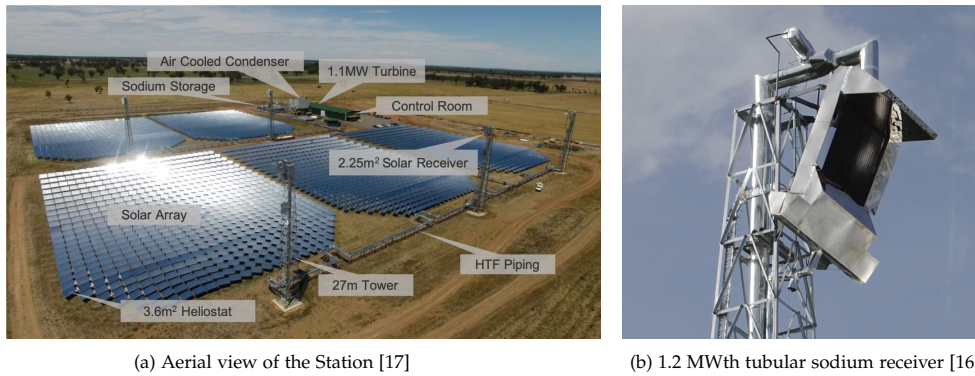 Air Cooled Condenser
1.1MW Turbine
Sodium Storage
Control Room
2.25m² Solar Receiver
Solar Array
HTF Piping
27m Tower
3.6m² Heliostat
(a) Aerial view of the Station [17]
(b) 1.2 MWth tubular sodium receiver [16